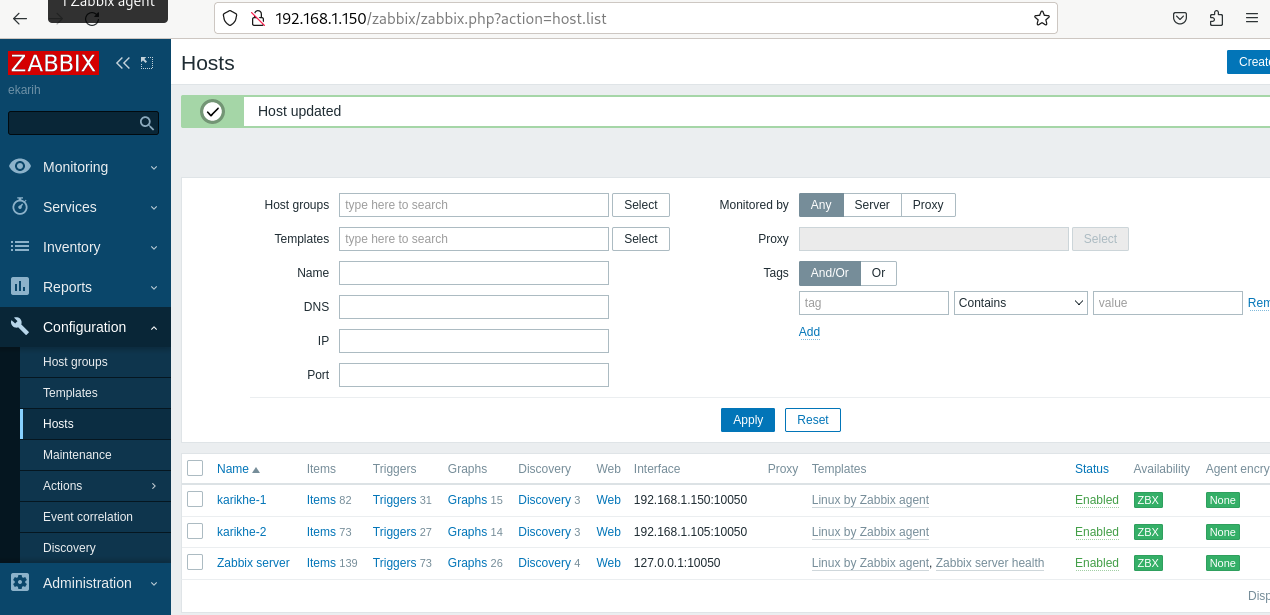 Zabbix agent
192.168.1.150/zabbix/zabbix.php?action=host.list
ZABBIX
ekarih
Monitoring
Services
Inventory
Reports
Configuration
Host groups
Templates
Hosts
Maintenance
Actions
Event correlation
Discovery
Administration
Hosts
Create
Host updated
Host groups type here to search Select
Templates type here to search Select
Name
DNS
IP
Port
Monitored by Any Server Proxy
Proxy Select
Tags And/Or Or
tag Contains value Rem
Add
Apply Reset
Name Items Triggers Graphs Discovery Web Interface Proxy Templates Status Availability Agent encry
karikhe-1 Items 82 Triggers 31 Graphs 15 Discovery 3 Web 192.168.1.150:10050 Linux by Zabbix agent Enabled ZBX None
karikhe-2 Items 73 Triggers 27 Graphs 14 Discovery 3 Web 192.168.1.105:10050 Linux by Zabbix agent Enabled ZBX None
Zabbix server Items 139 Triggers 73 Graphs 26 Discovery 4 Web 127.0.0.1:10050 Linux by Zabbix agent, Zabbix server health Enabled ZBX None
Disp